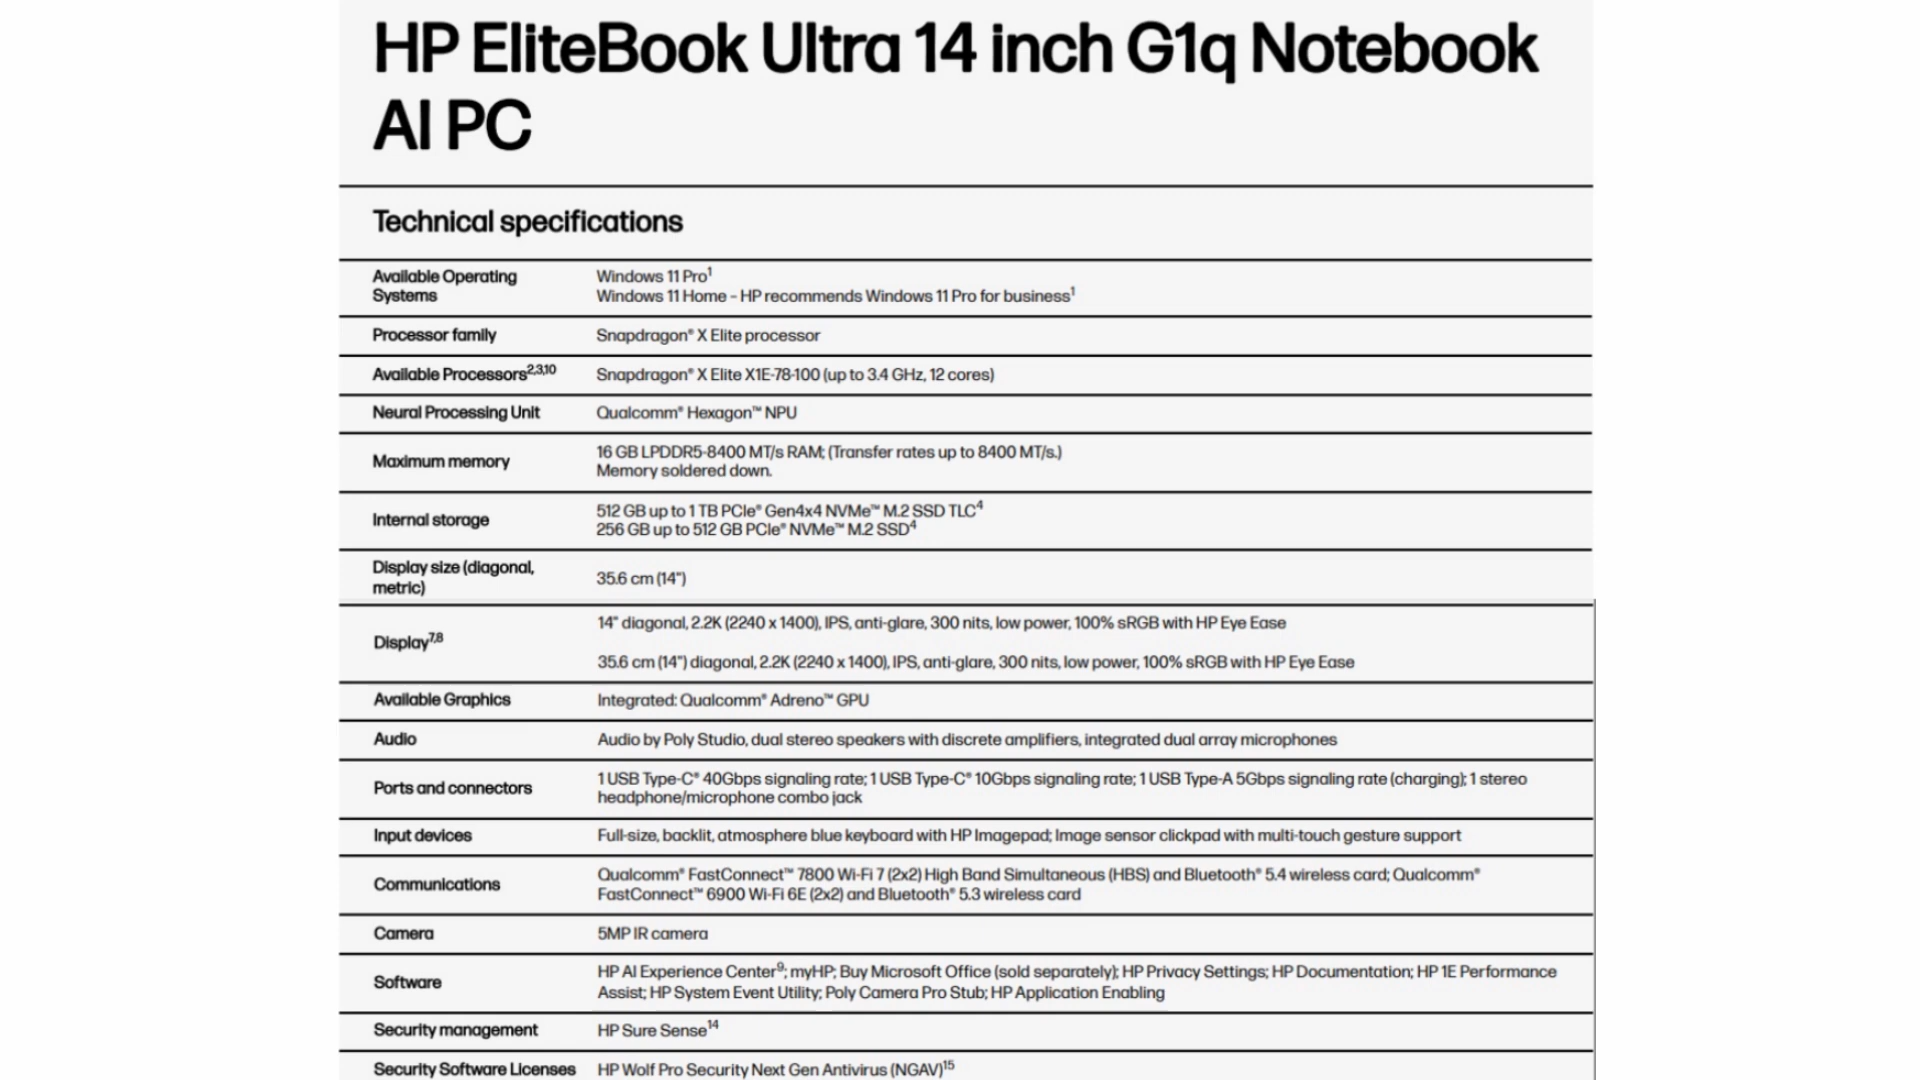 HP EliteBook Ultra 14 inch G1q Notebook
AI PC
Technical specifications
Available Operating
Systems
Windows 11 Pro1
Windows 11 Home – HP recommends Windows 11 Pro for business1
Processor family
Snapdragon® X Elite processor
Available Processors2,3,10
Snapdragon® X Elite X1E-78-100 (up to 3.4 GHz, 12 cores)
Neural Processing Unit
Qualcomm® Hexagon™ NPU
Maximum memory
16 GB LPDDR5-8400 MT/s RAM; (Transfer rates up to 8400 MT/s.)
Memory soldered down.
Internal storage
512 GB up to 1 TB PCIe® Gen4x4 NVMe™ M.2 SSD TLC4
256 GB up to 512 GB PCIe® NVMe™ M.2 SSD4
Display size (diagonal,
metric)
35.6 cm (14")
Display7,8
14" diagonal, 2.2K (2240 x 1400), IPS, anti-glare, 300 nits, low power, 100% sRGB with HP Eye Ease
35.6 cm (14") diagonal, 2.2K (2240 x 1400), IPS, anti-glare, 300 nits, low power, 100% sRGB with HP Eye Ease
Available Graphics
Integrated: Qualcomm® Adreno™ GPU
Audio
Audio by Poly Studio, dual stereo speakers with discrete amplifiers, integrated dual array microphones
Ports and connectors
1 USB Type-C® 40Gbps signaling rate; 1 USB Type-C® 10Gbps signaling rate; 1 USB Type-A 5Gbps signaling rate (charging); 1 stereo
headphone/microphone combo jack
Input devices
Full-size, backlit, atmosphere blue keyboard with HP Imagepad; Image sensor clickpad with multi-touch gesture support
Communications
Qualcomm® FastConnect™ 7800 Wi-Fi 7 (2x2) High Band Simultaneous (HBS) and Bluetooth® 5.4 wireless card; Qualcomm®
FastConnect™ 6900 Wi-Fi 6E (2x2) and Bluetooth® 5.3 wireless card
Camera
5MP IR camera
Software
HP AI Experience Center9; myHP; Buy Microsoft Office (sold separately); HP Privacy Settings; HP Documentation; HP 1E Performance
Assist; HP System Event Utility; Poly Camera Pro Stub; HP Application Enabling
Security management
HP Sure Sense14
Security Software Licenses
HP Wolf Pro Security Next Gen Antivirus (NGAV)15